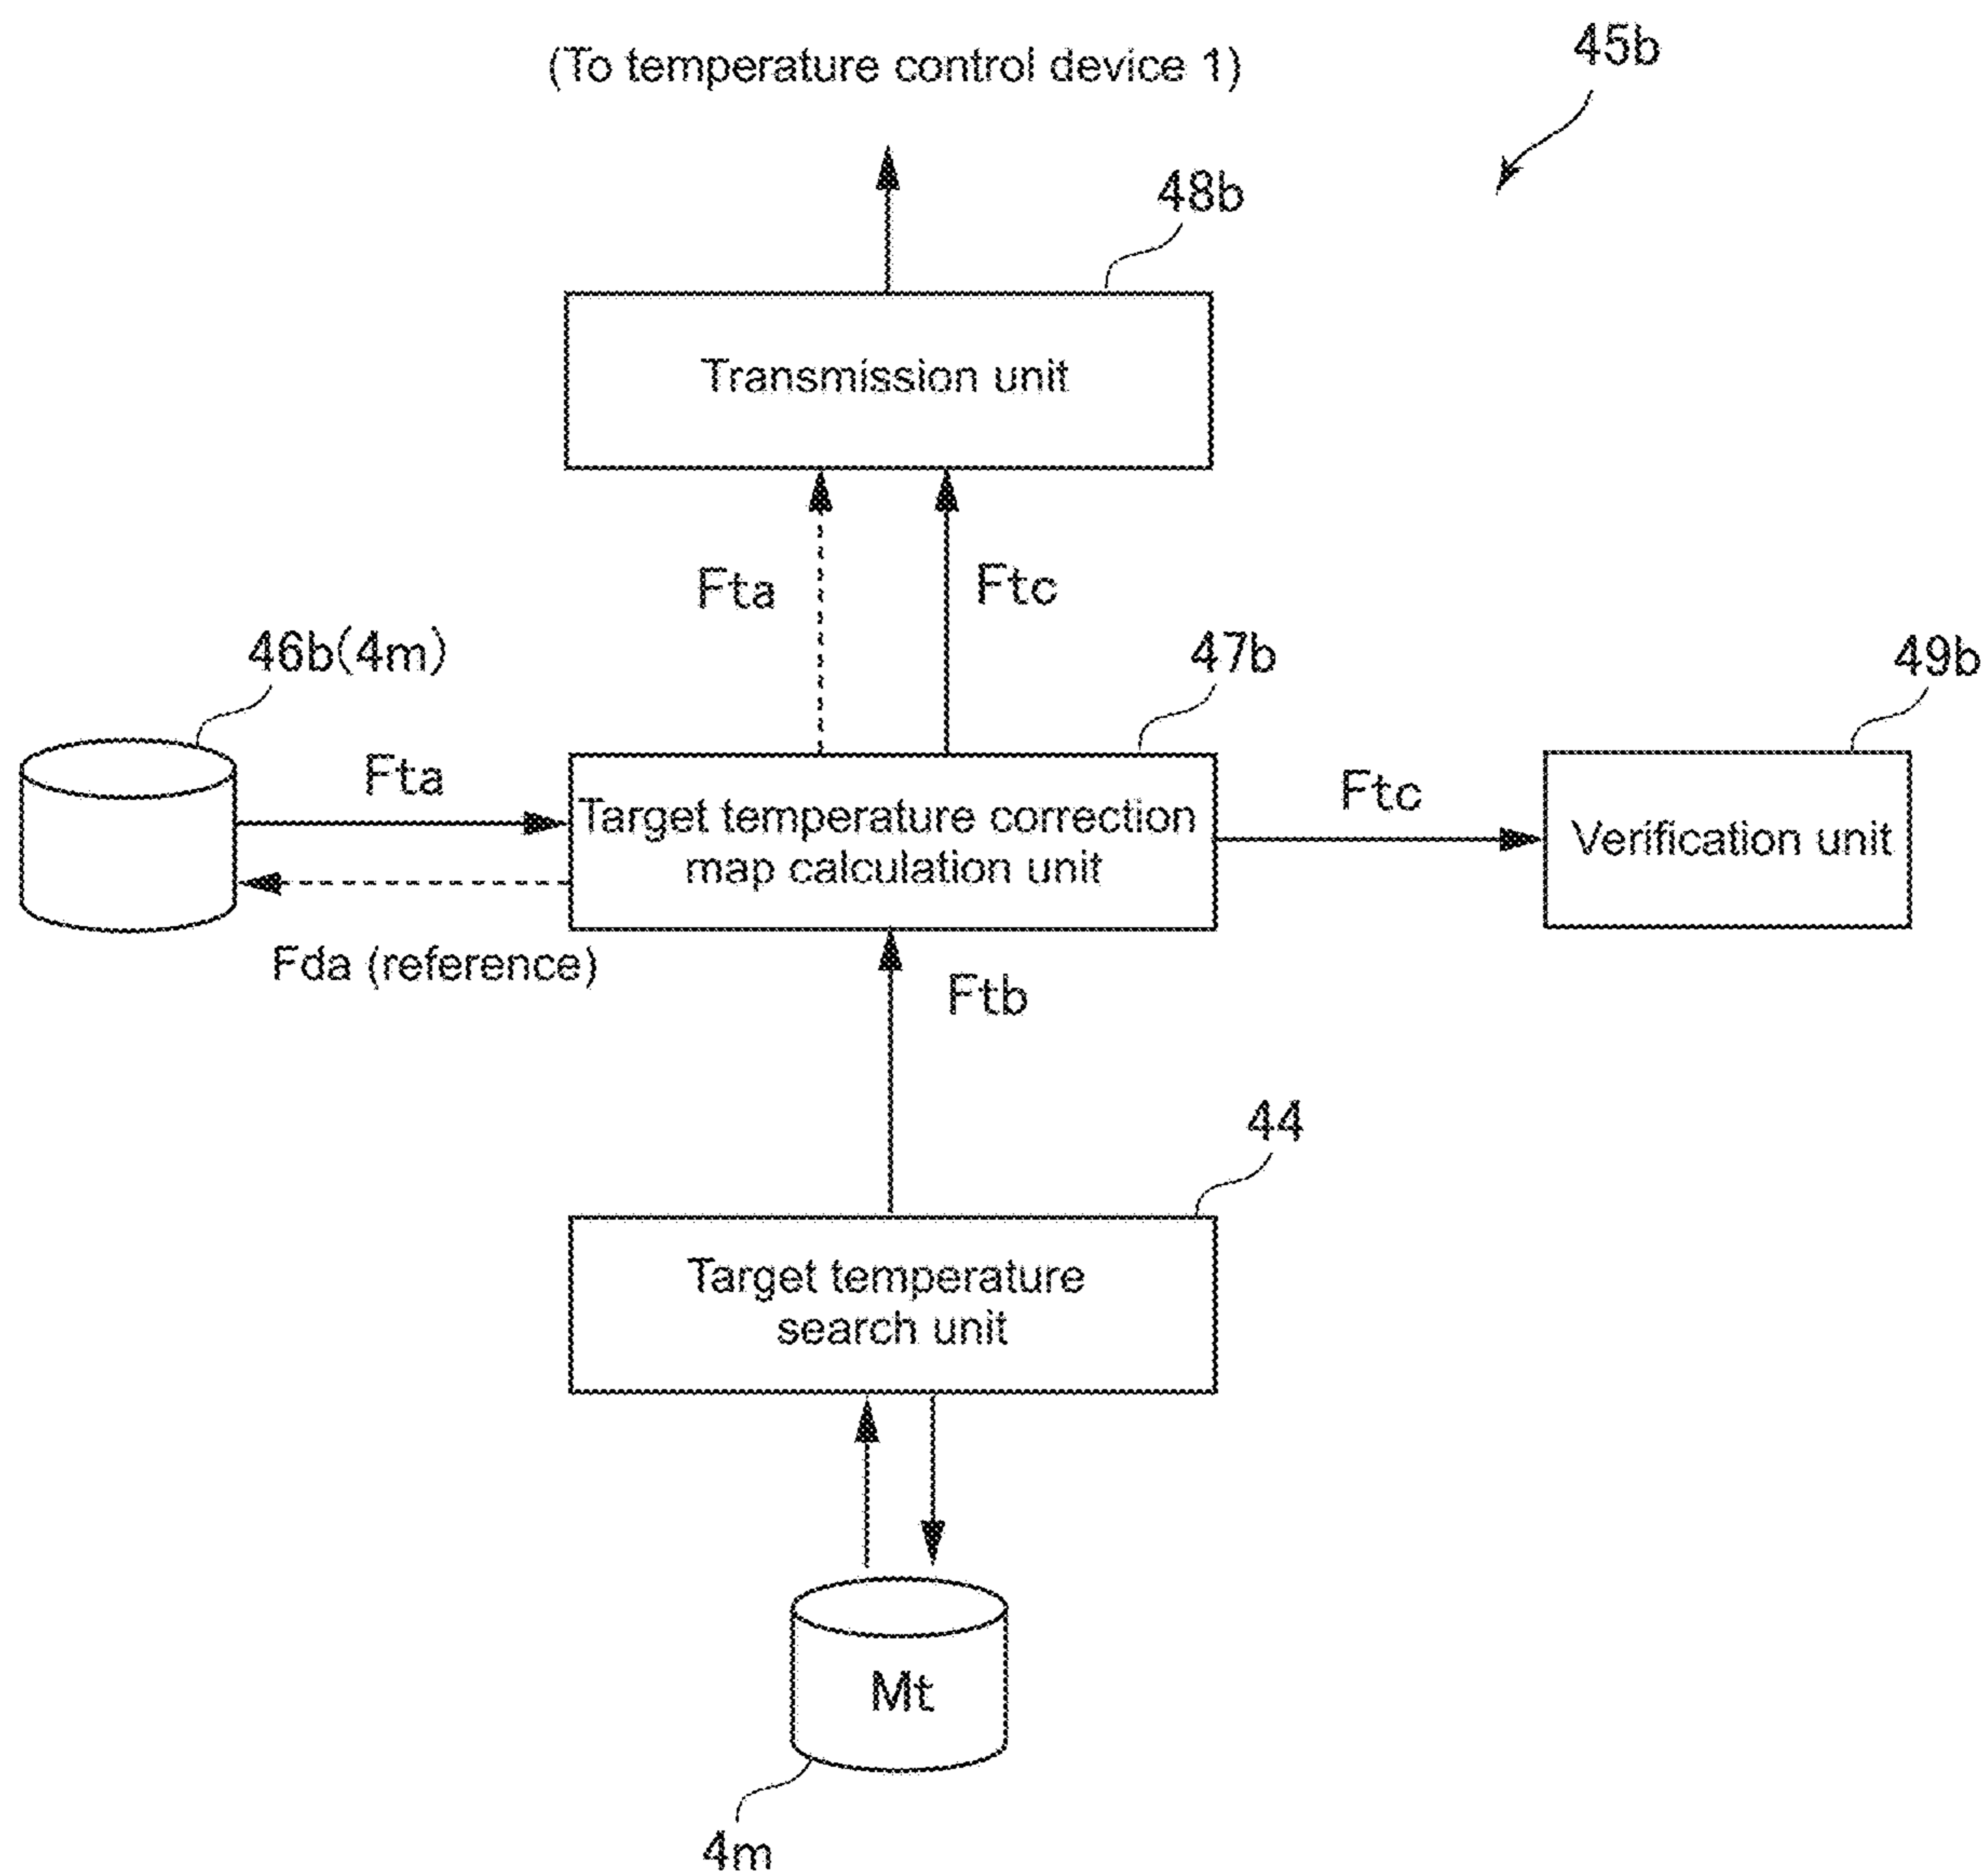 (To temperature control device 1)
45b
48b
Transmission unit
Fta
Ftc
46b(4m)
47b
49b
Fta
Target temperature correction
map calculation unit
Ftc
Verification unit
Fda (reference)
Ftb
44
Target temperature
search unit
Mt
4m